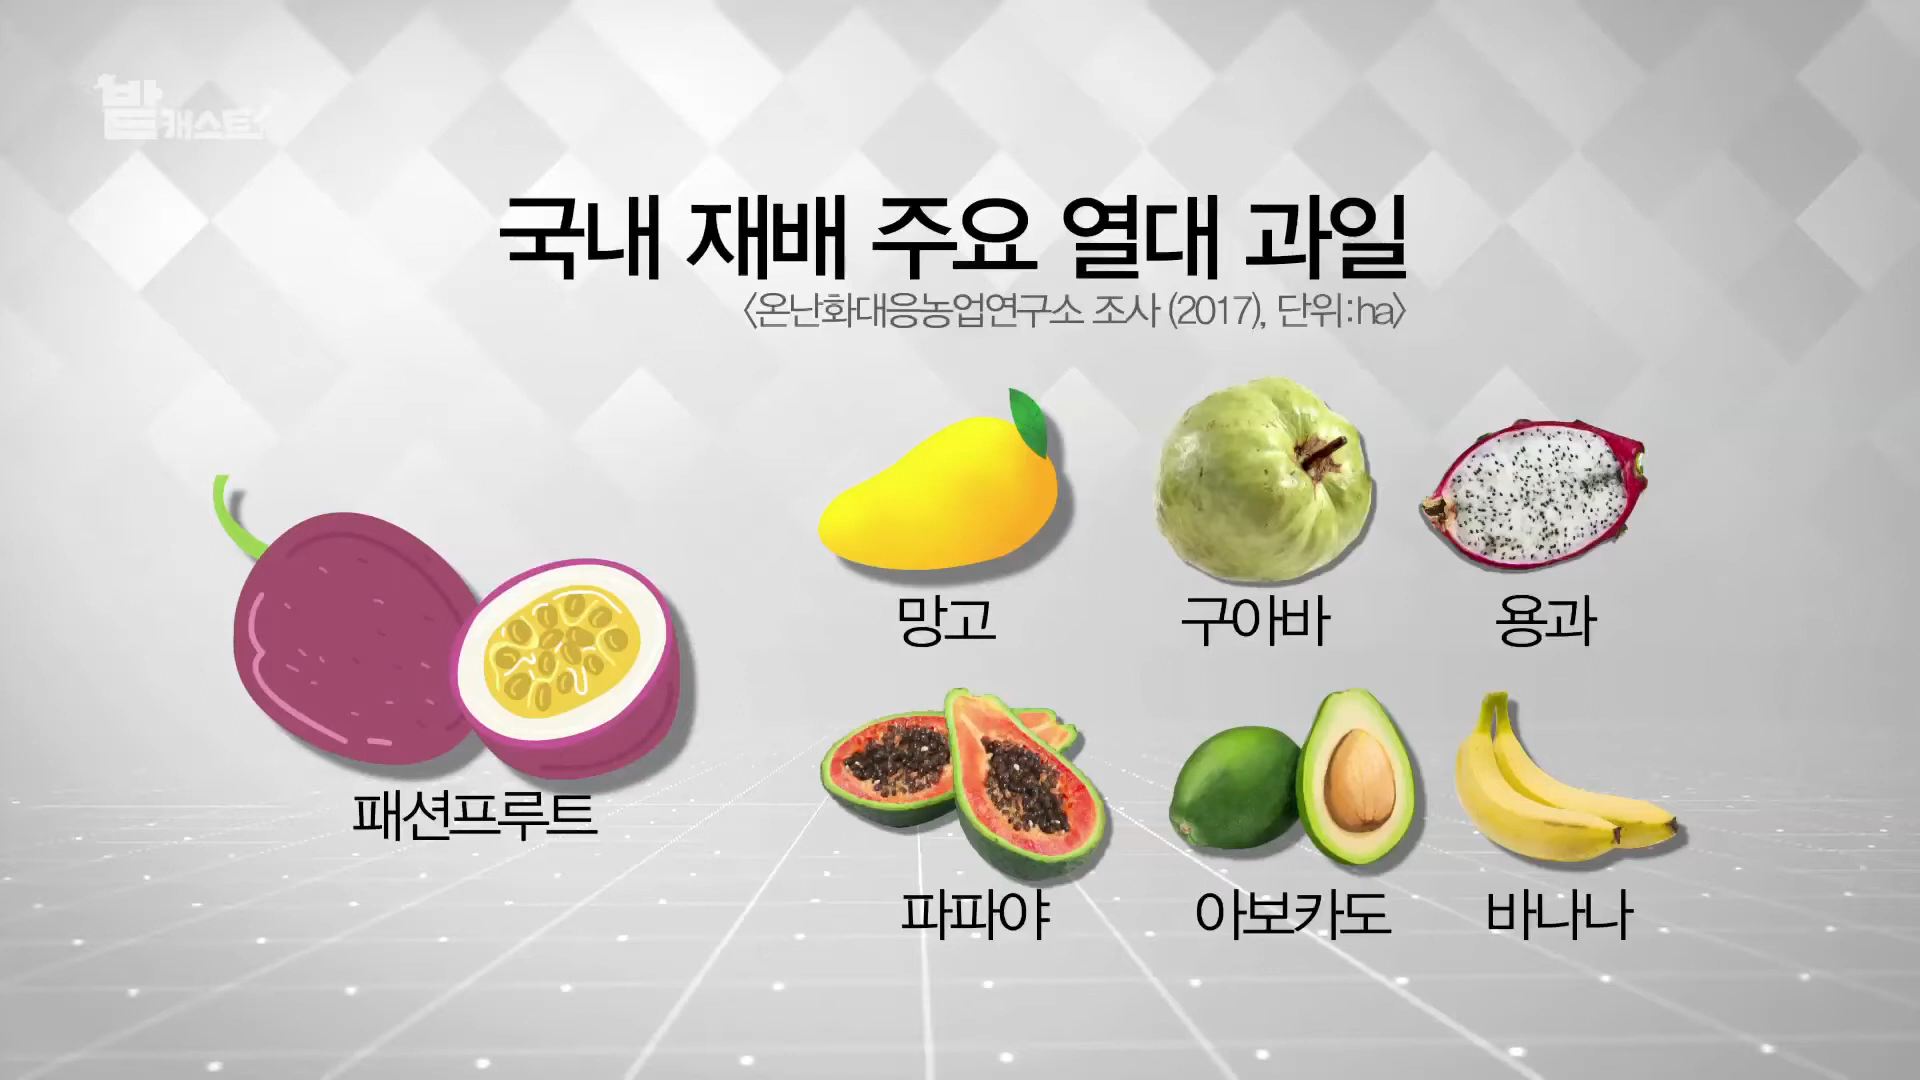 밭캐스트
국내 재배 주요 열대 과일
<온난화대응농업연구소 조사 (2017), 단위:ha>
망고
구아바
용과
패션프루트
파파야
아보카도
바나나